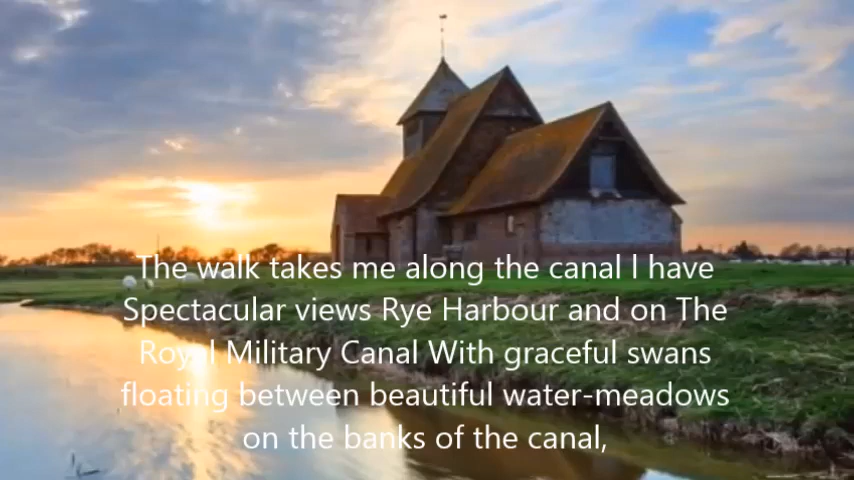 The walk takes me along the canal I have
Spectacular views Rye Harbour and on The
Royal Military Canal With graceful swans
floating between beautiful water-meadows
on the banks of the canal,